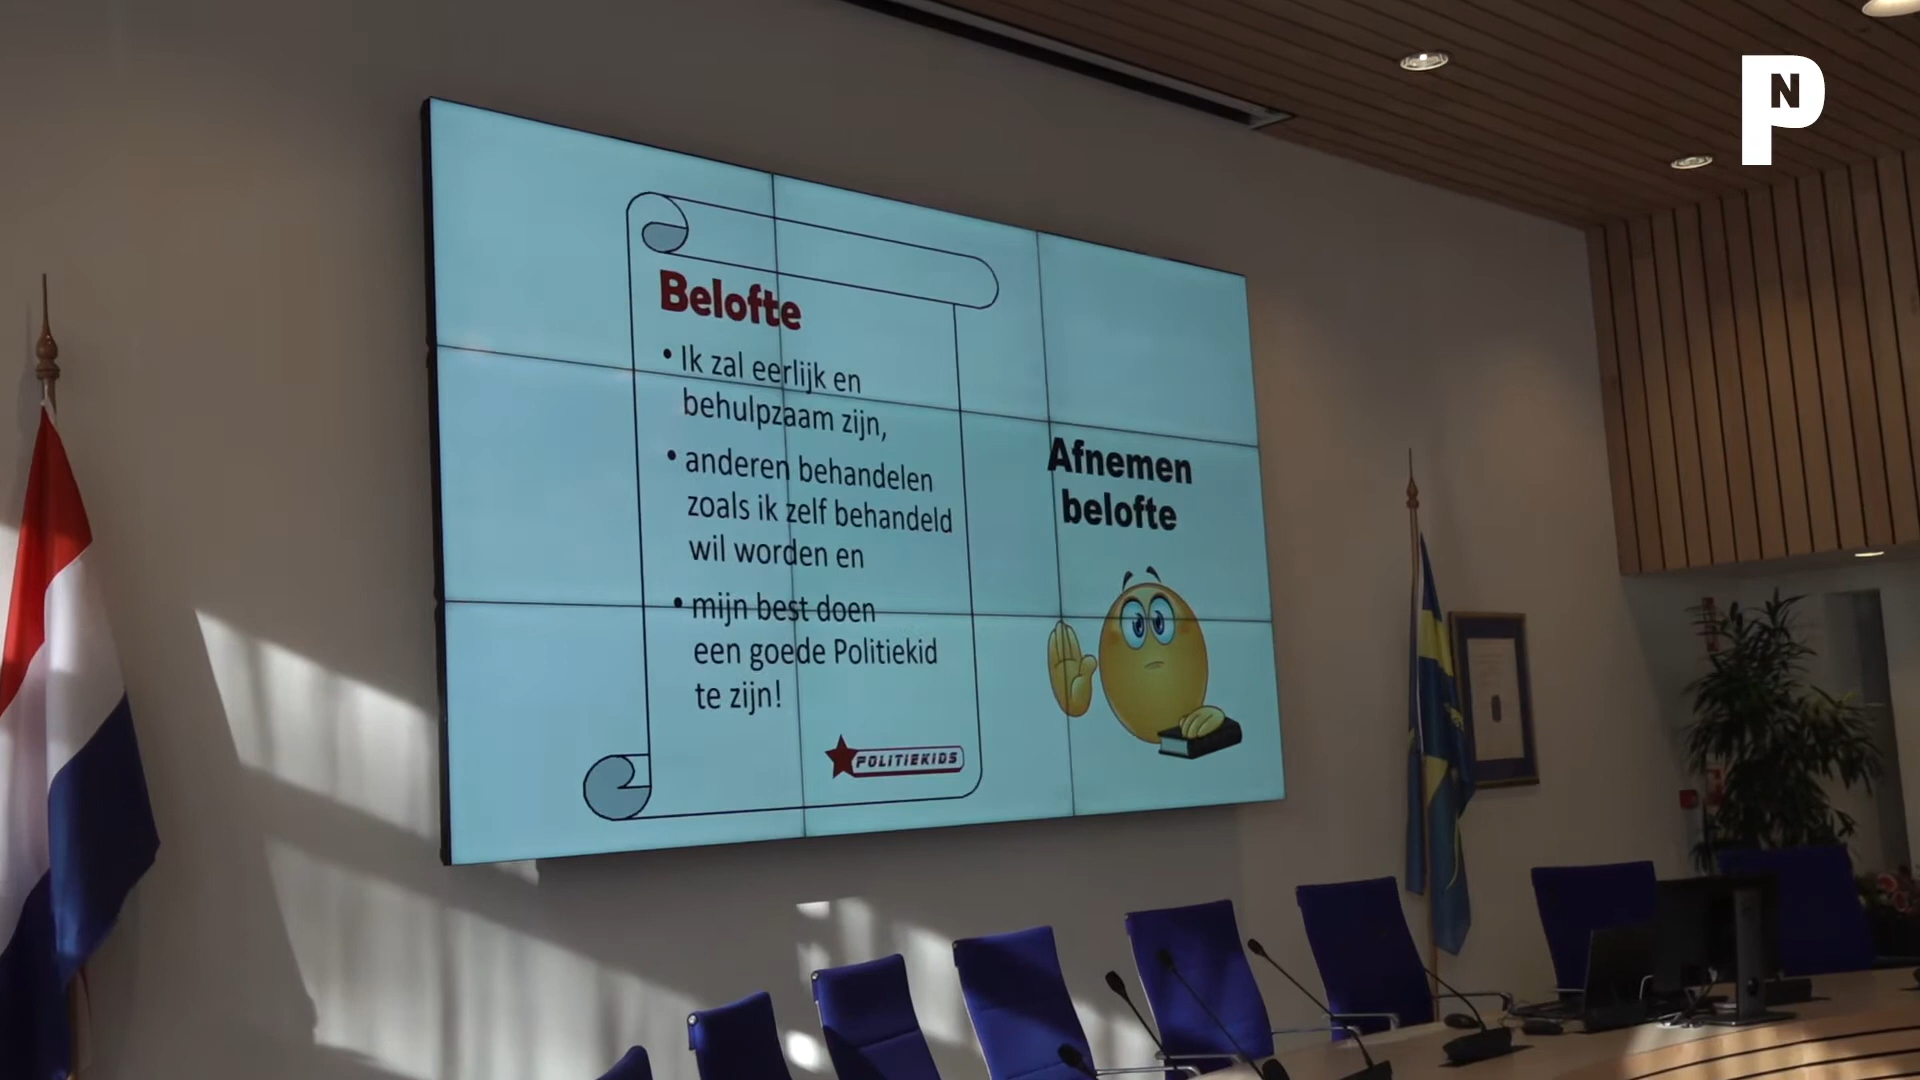 Belofte
• Ik zal eerlijk en
behulpzaam zijn,
• anderen behandelen
zoals ik zelf behandeld
wil worden en
• mijn best doen
een goede Politiekid
te zijn!
POLITIEKIDS
Afnemen
belofte
PN